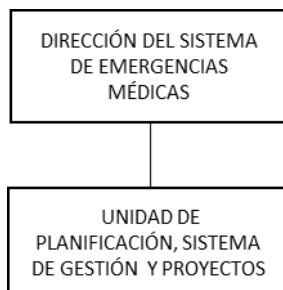 DIRECCIÓN DEL SISTEMA
DE EMERGENCIAS
MÉDICAS
UNIDAD DE
PLANIFICACIÓN, SISTEMA
DE GESTIÓN Y PROYECTOS